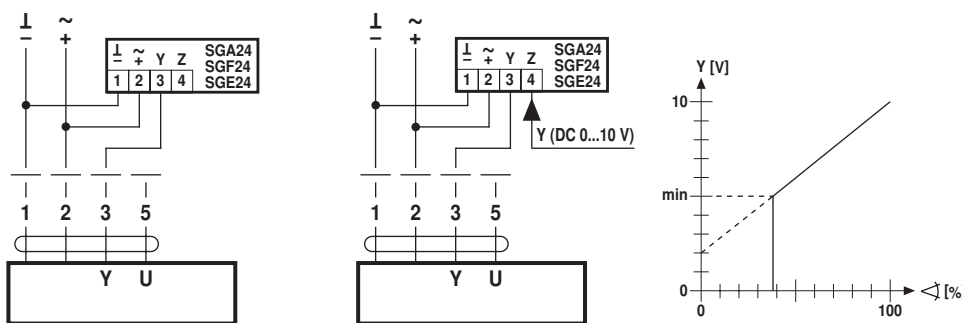 ⊥ ~
– +
⊥ ~ Y Z SGA24
– + SGF24
1 2 3 4 SGE24
1 2 3 5
Y U
⊥ ~
– +
⊥ ~ Y Z SGA24
– + SGF24
1 2 3 4 SGE24
Y (DC 0...10 V)
1 2 3 5
Y U
Y [V]
10
min
0
0 100
[%